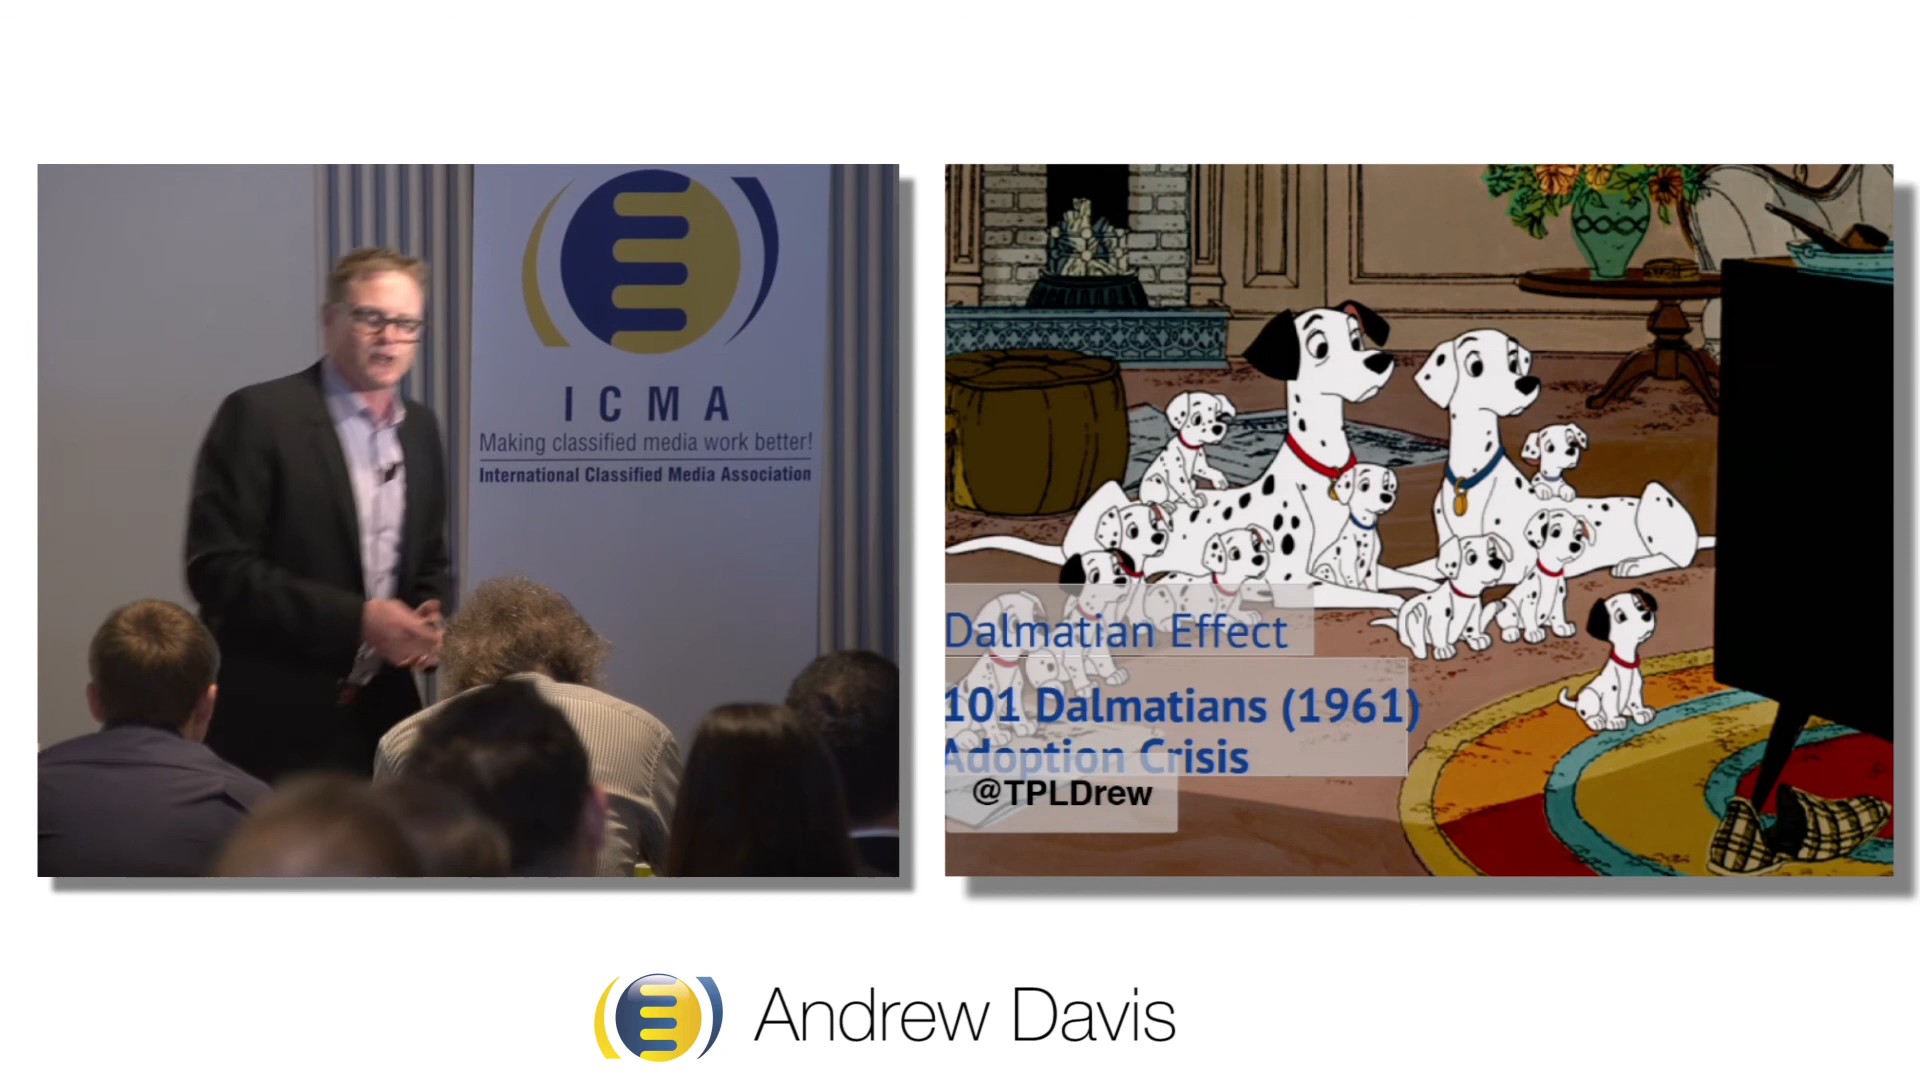 I C M A
Making classified media work better!
International Classified Media Association
Dalmatian Effect
101 Dalmatians (1961)
Adoption Crisis
@TPLDrew
Andrew Davis